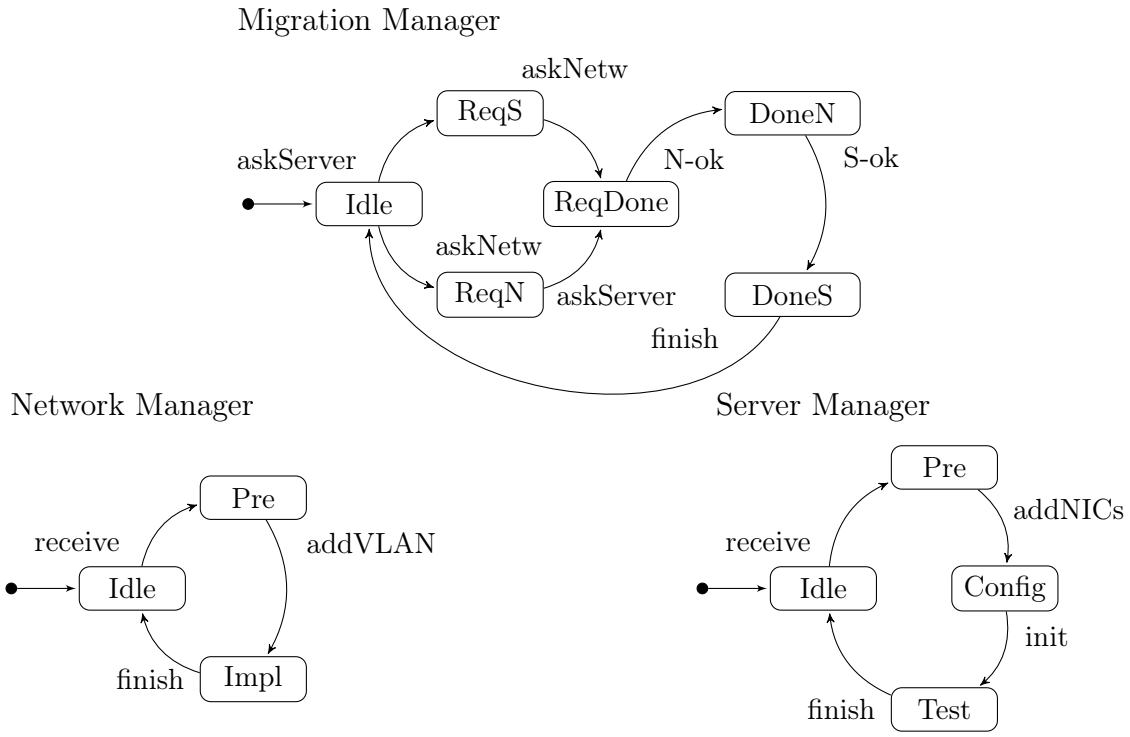 Migration Manager
askNetw
ReqS
DoneN
askServer
N-ok
S-ok
Idle
ReqDone
askNetw
ReqN
askServer
DoneS
finish
Network Manager
Server Manager
Pre
receive
addVLAN
Idle
finish
Impl
Pre
addNICs
receive
Idle
Config
init
finish
Test